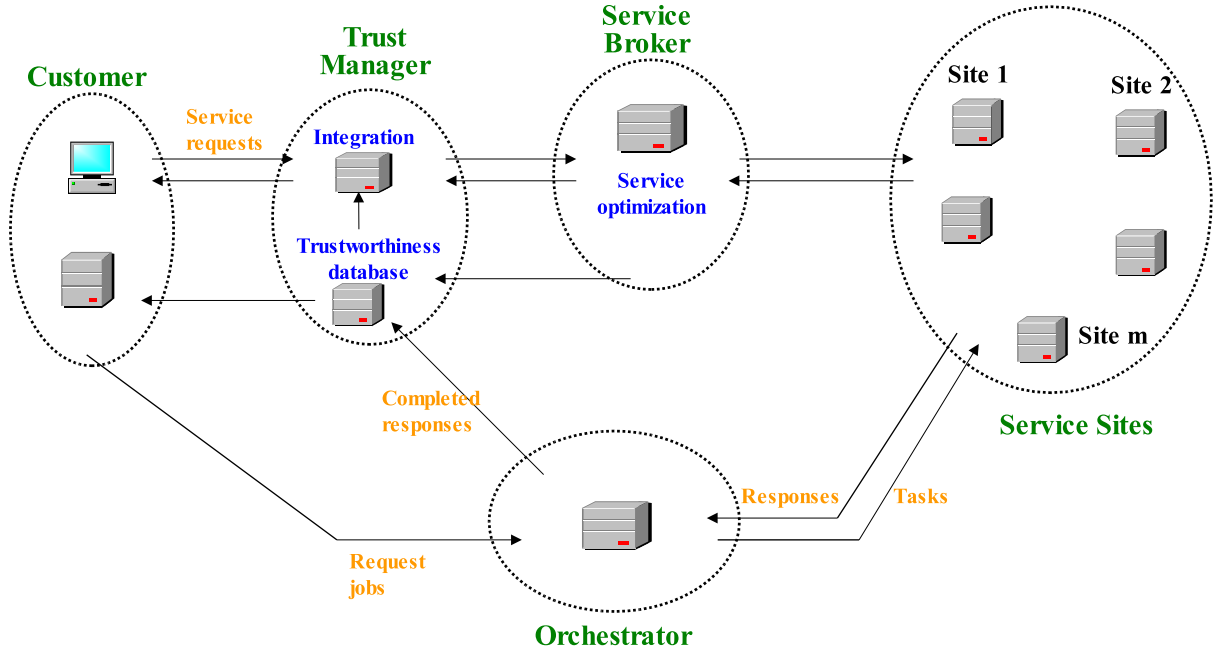 Service
Broker
Trust
Manager
Customer
Site 1
Site 2
Service
requests
Integration
Service
optimization
Trustworthiness
database
Site m
Completed
responses
Service Sites
Responses
Tasks
Request
jobs
Orchestrator